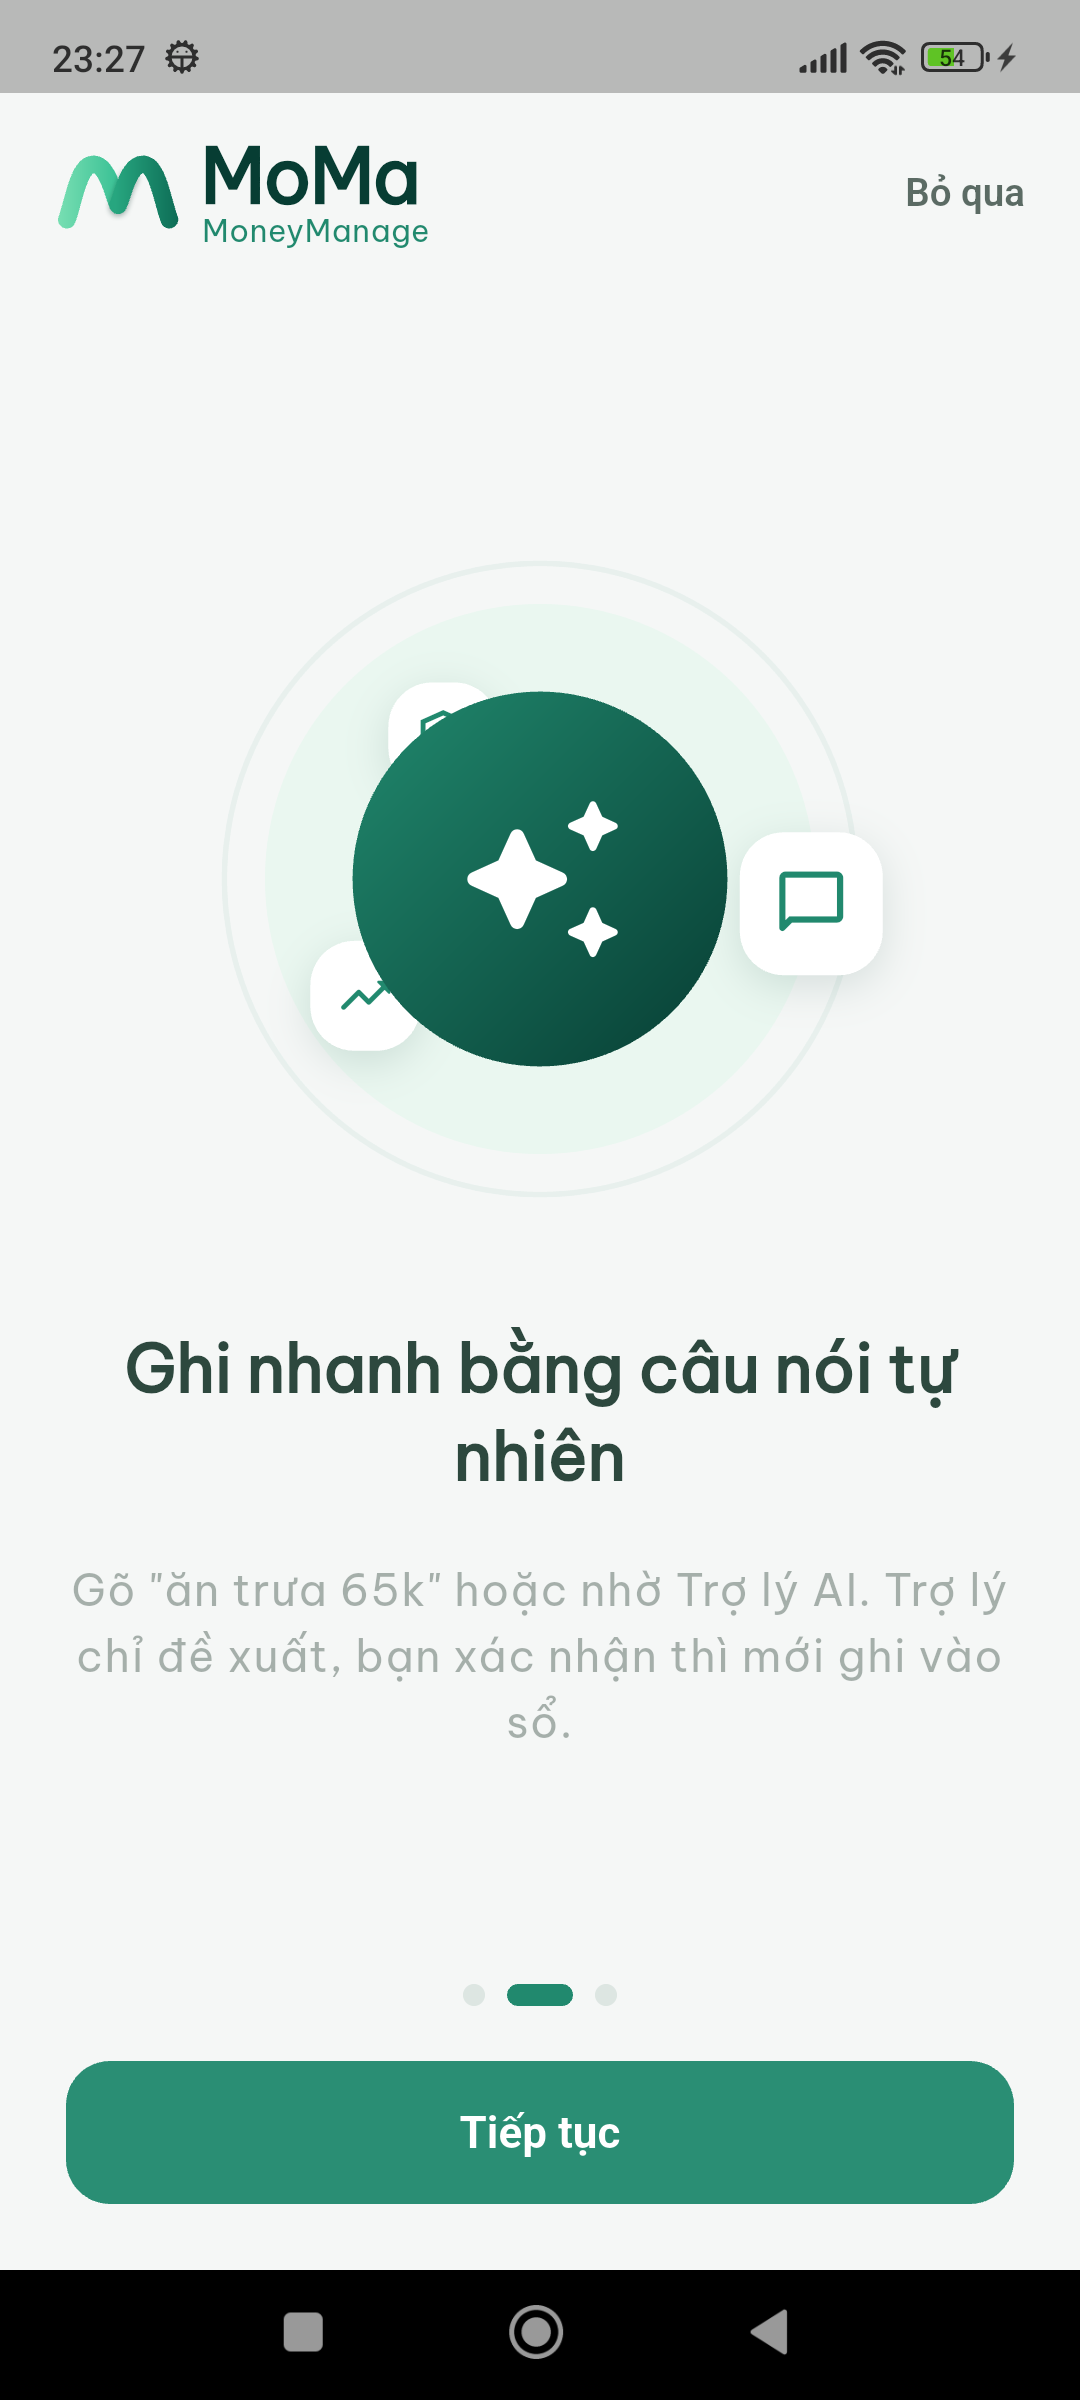 23:27
54
MoMa
MoneyManage
Bỏ qua
Ghi nhanh bằng câu nói tự
nhiên
Gõ "ăn trưa 65k" hoặc nhờ Trợ lý AI. Trợ lý
chỉ đề xuất, bạn xác nhận thì mới ghi vào
sổ.
Tiếp tục